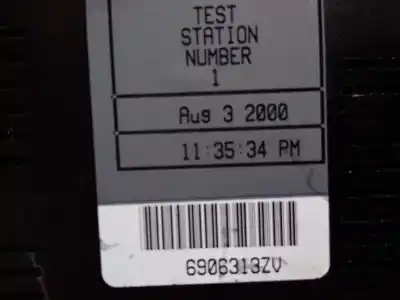 TEST
STATION
NUMBER
1
Aug 3 2000
11:35:34 PM
6906313ZV